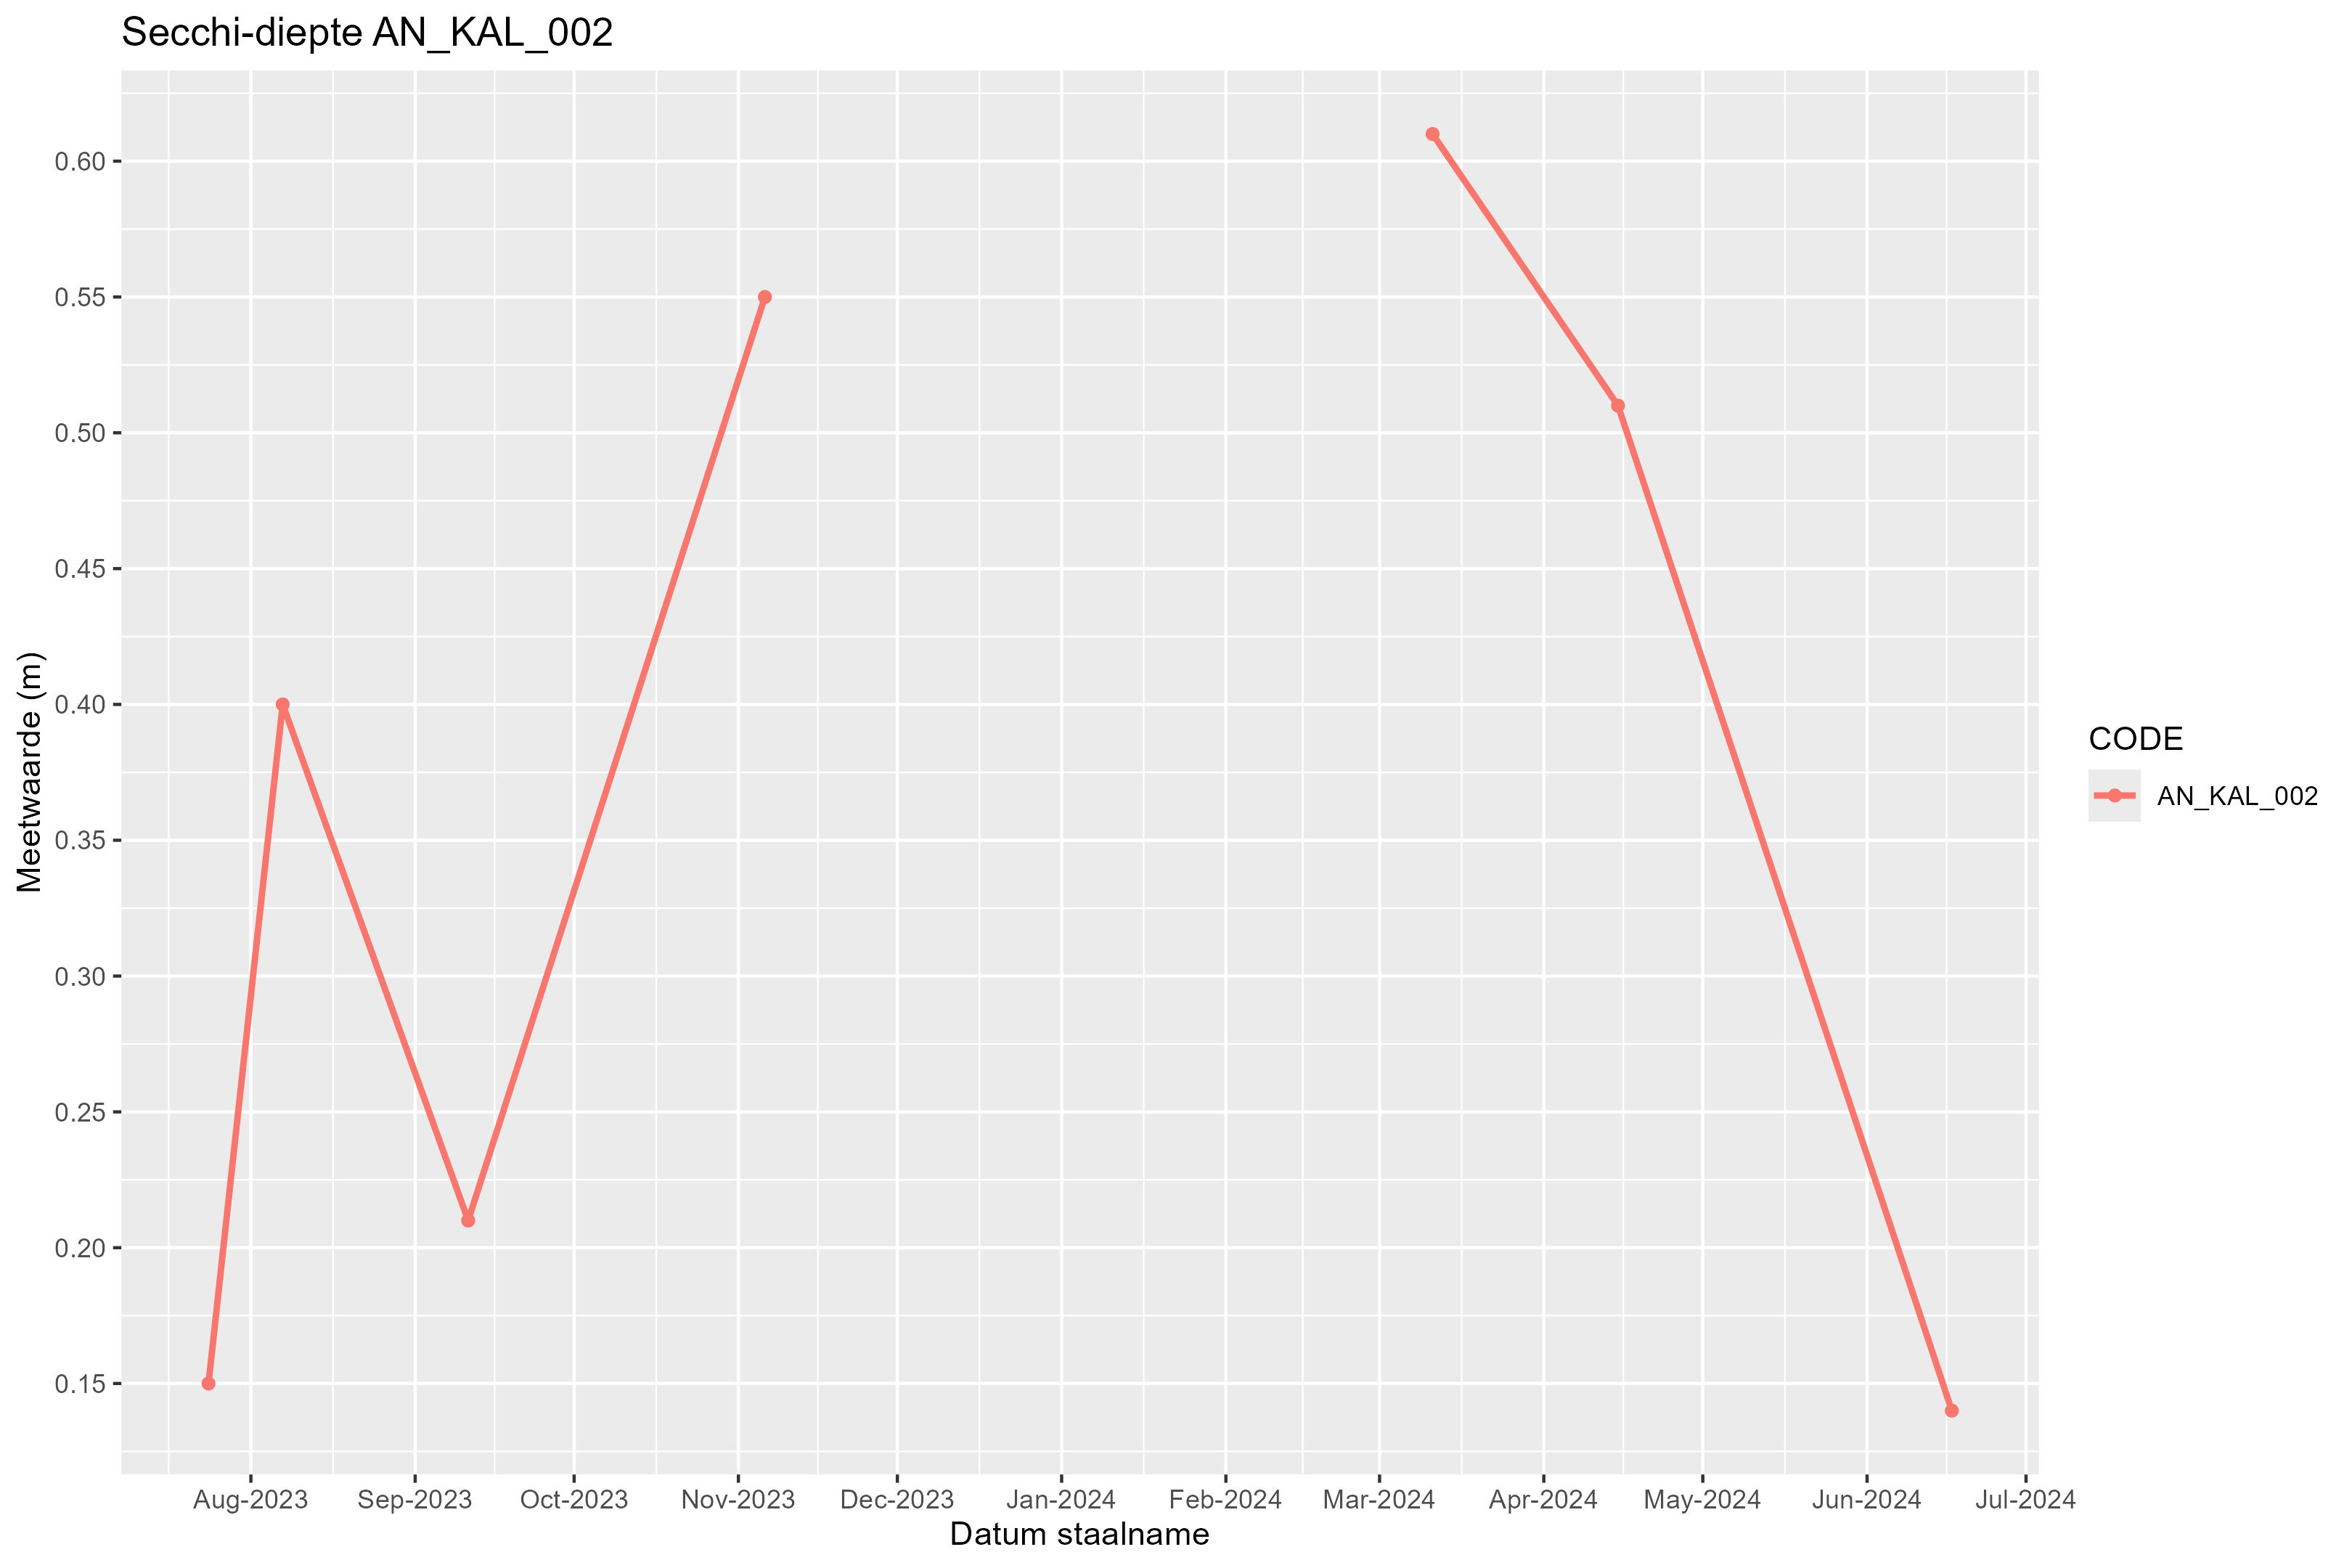 Secchi-diepte AN_KAL_002
Meetwaarde (m)
0.60
0.55
0.50
0.45
0.40
0.35
0.30
0.25
0.20
0.15
Aug-2023 Sep-2023 Oct-2023 Nov-2023 Dec-2023 Jan-2024 Feb-2024 Mar-2024 Apr-2024 May-2024 Jun-2024 Jul-2024
Datum staalname
CODE
AN_KAL_002